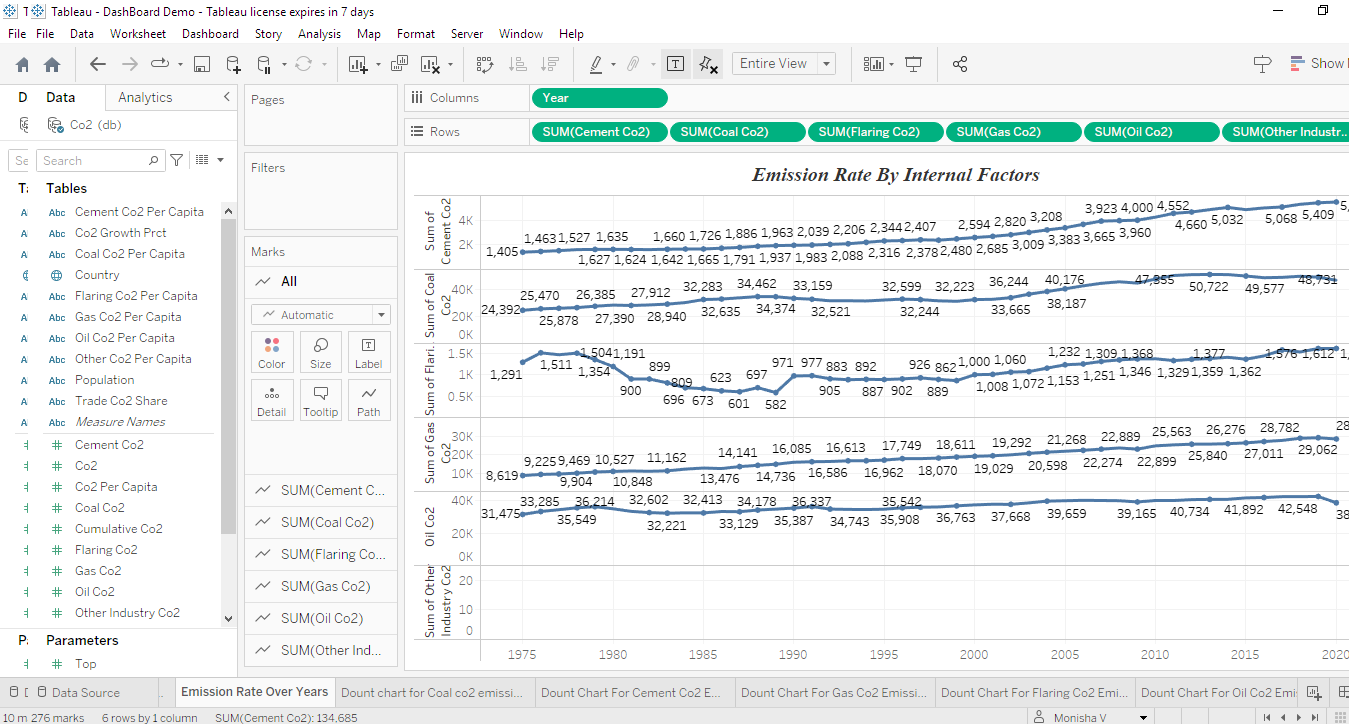 T Tableau - DashBoard Demo - Tableau license expires in 7 days
File File Data Worksheet Dashboard Story Analysis Map Format Server Window Help
Entire View Show
D Data Analytics
Co2 (db)
Se Search
T Tables
Abc Cement Co2 Per Capita
Abc Co2 Growth Prct
Abc Coal Co2 Per Capita
Country
Abc Flaring Co2 Per Capita
Abc Gas Co2 Per Capita
Abc Oil Co2 Per Capita
Abc Other Co2 Per Capita
Abc Population
Abc Trade Co2 Share
Abc Measure Names
# Cement Co2
# Co2
# Co2 Per Capita
# Coal Co2
# Cumulative Co2
# Flaring Co2
# Gas Co2
# Oil Co2
# Other Industry Co2
P Parameters
# Top
Pages
Filters
Marks
All
Automatic
Color Size Label
Detail Tooltip Path
SUM(Cement C...
SUM(Coal Co2)
SUM(Flaring Co...
SUM(Gas Co2)
SUM(Oil Co2)
SUM(Other Ind...
Columns Year
Rows SUM(Cement Co2) SUM(Coal Co2) SUM(Flaring Co2) SUM(Gas Co2) SUM(Oil Co2) SUM(Other Industr..
Emission Rate By Internal Factors
Sum of
Cement Co2
4K
2K
1,463 1,527 1,635 1,660 1,726 1,886 1,963 2,039 2,206 2,344 2,407 2,594 2,820 3,208 3,923 4,000 4,552 5,
1,405 1,627 1,624 1,642 1,665 1,791 1,937 1,983 2,088 2,316 2,378 2,480 2,685 3,009 3,383 3,665 3,960 4,660 5,032 5,068 5,409
Sum of Coal
Co2
40K
20K
0K
25,470 26,385 27,912 32,283 34,462 33,159 32,599 32,223 36,244 40,176 47,355 48,731
24,392 25,878 27,390 28,940 32,635 34,374 32,521 32,244 33,665 38,187 50,722 49,577
Sum of Flari..
1.5K
1K
0.5K
1,504 1,191 899 809 623 697 971 977 883 892 926 862 1,000 1,060 1,232 1,309 1,368 1,377 1,576 1,612 1,
1,291 1,511 1,354 900 696 673 601 582 905 887 902 889 1,008 1,072 1,153 1,251 1,346 1,329 1,359 1,362
Sum of Gas
Co2
30K
20K
10K
9,225 9,469 10,527 11,162 14,141 16,085 16,613 17,749 18,611 19,292 21,268 22,889 25,563 26,276 28,782 28
8,619 9,904 10,848 13,476 14,736 16,586 16,962 18,070 19,029 20,598 22,274 22,899 25,840 27,011 29,062
Oil Co2
40K
20K
0K
33,285 36,214 32,602 32,413 34,178 36,337 35,542
31,475 35,549 32,221 33,129 35,387 34,743 35,908 36,763 37,668 39,659 39,165 40,734 41,892 42,548 38
Sum of Other
Industry Co2
20
10
0
1975 1980 1985 1990 1995 2000 2005 2010 2015 2020
Data Source Emission Rate Over Years Dount chart for Coal co2 emissi... Dount Chart For Cement Co2 E... Dount Chart For Gas Co2 Emissi... Dount Chart For Flaring Co2 Emi... Dount Chart For Oil Co2 Emi
10 m 276 marks 6 rows by 1 column SUM(Cement Co2): 134,685 Monisha V